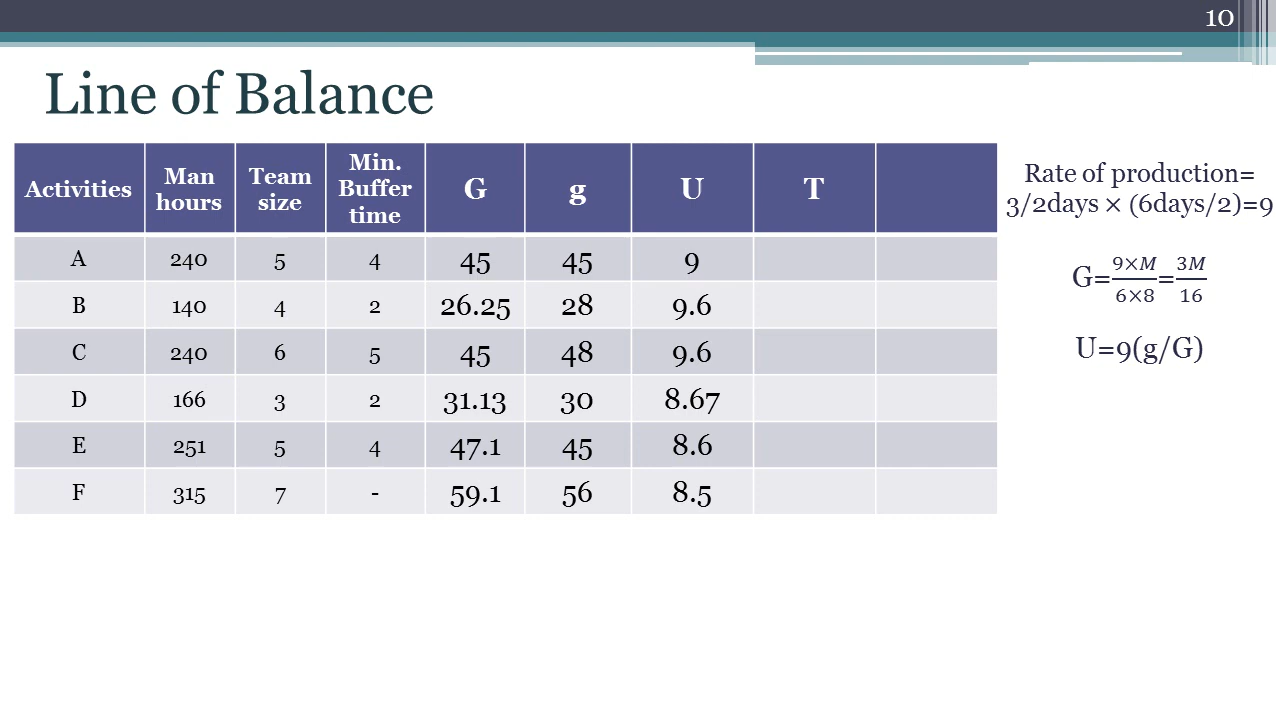 10
Line of Balance
Activities Man hours Team size Min. Buffer time G g U T
A 240 5 4 45 45 9
B 140 4 2 26.25 28 9.6
C 240 6 5 45 48 9.6
D 166 3 2 31.13 30 8.67
E 251 5 4 47.1 45 8.6
F 315 7 - 59.1 56 8.5
Rate of production=
3/2days × (6days/2)=9
G=9×M/6×8=3M/16
U=9(g/G)